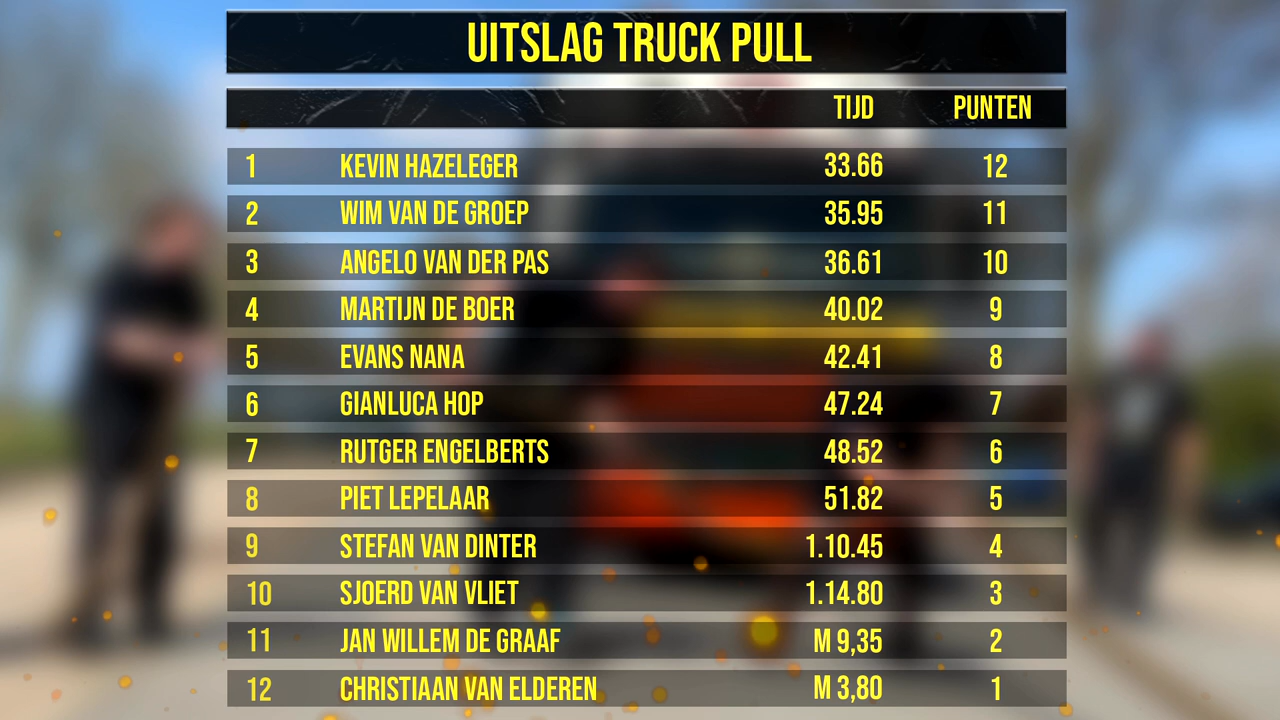 UITSLAG TRUCK PULL
TIJD PUNTEN
1 KEVIN HAZELEGER 33.66 12
2 WIM VAN DE GROEP 35.95 11
3 ANGELO VAN DER PAS 36.61 10
4 MARTIJN DE BOER 40.02 9
5 EVANS NANA 42.41 8
6 GIANLUCA HOP 47.24 7
7 RUTGER ENGELBERTS 48.52 6
8 PIET LEPELAAR 51.82 5
9 STEFAN VAN DINTER 1.10.45 4
10 SJOERD VAN VLIET 1.14.80 3
11 JAN WILLEM DE GRAAF M 9,35 2
12 CHRISTIAAN VAN ELDEREN M 3,80 1